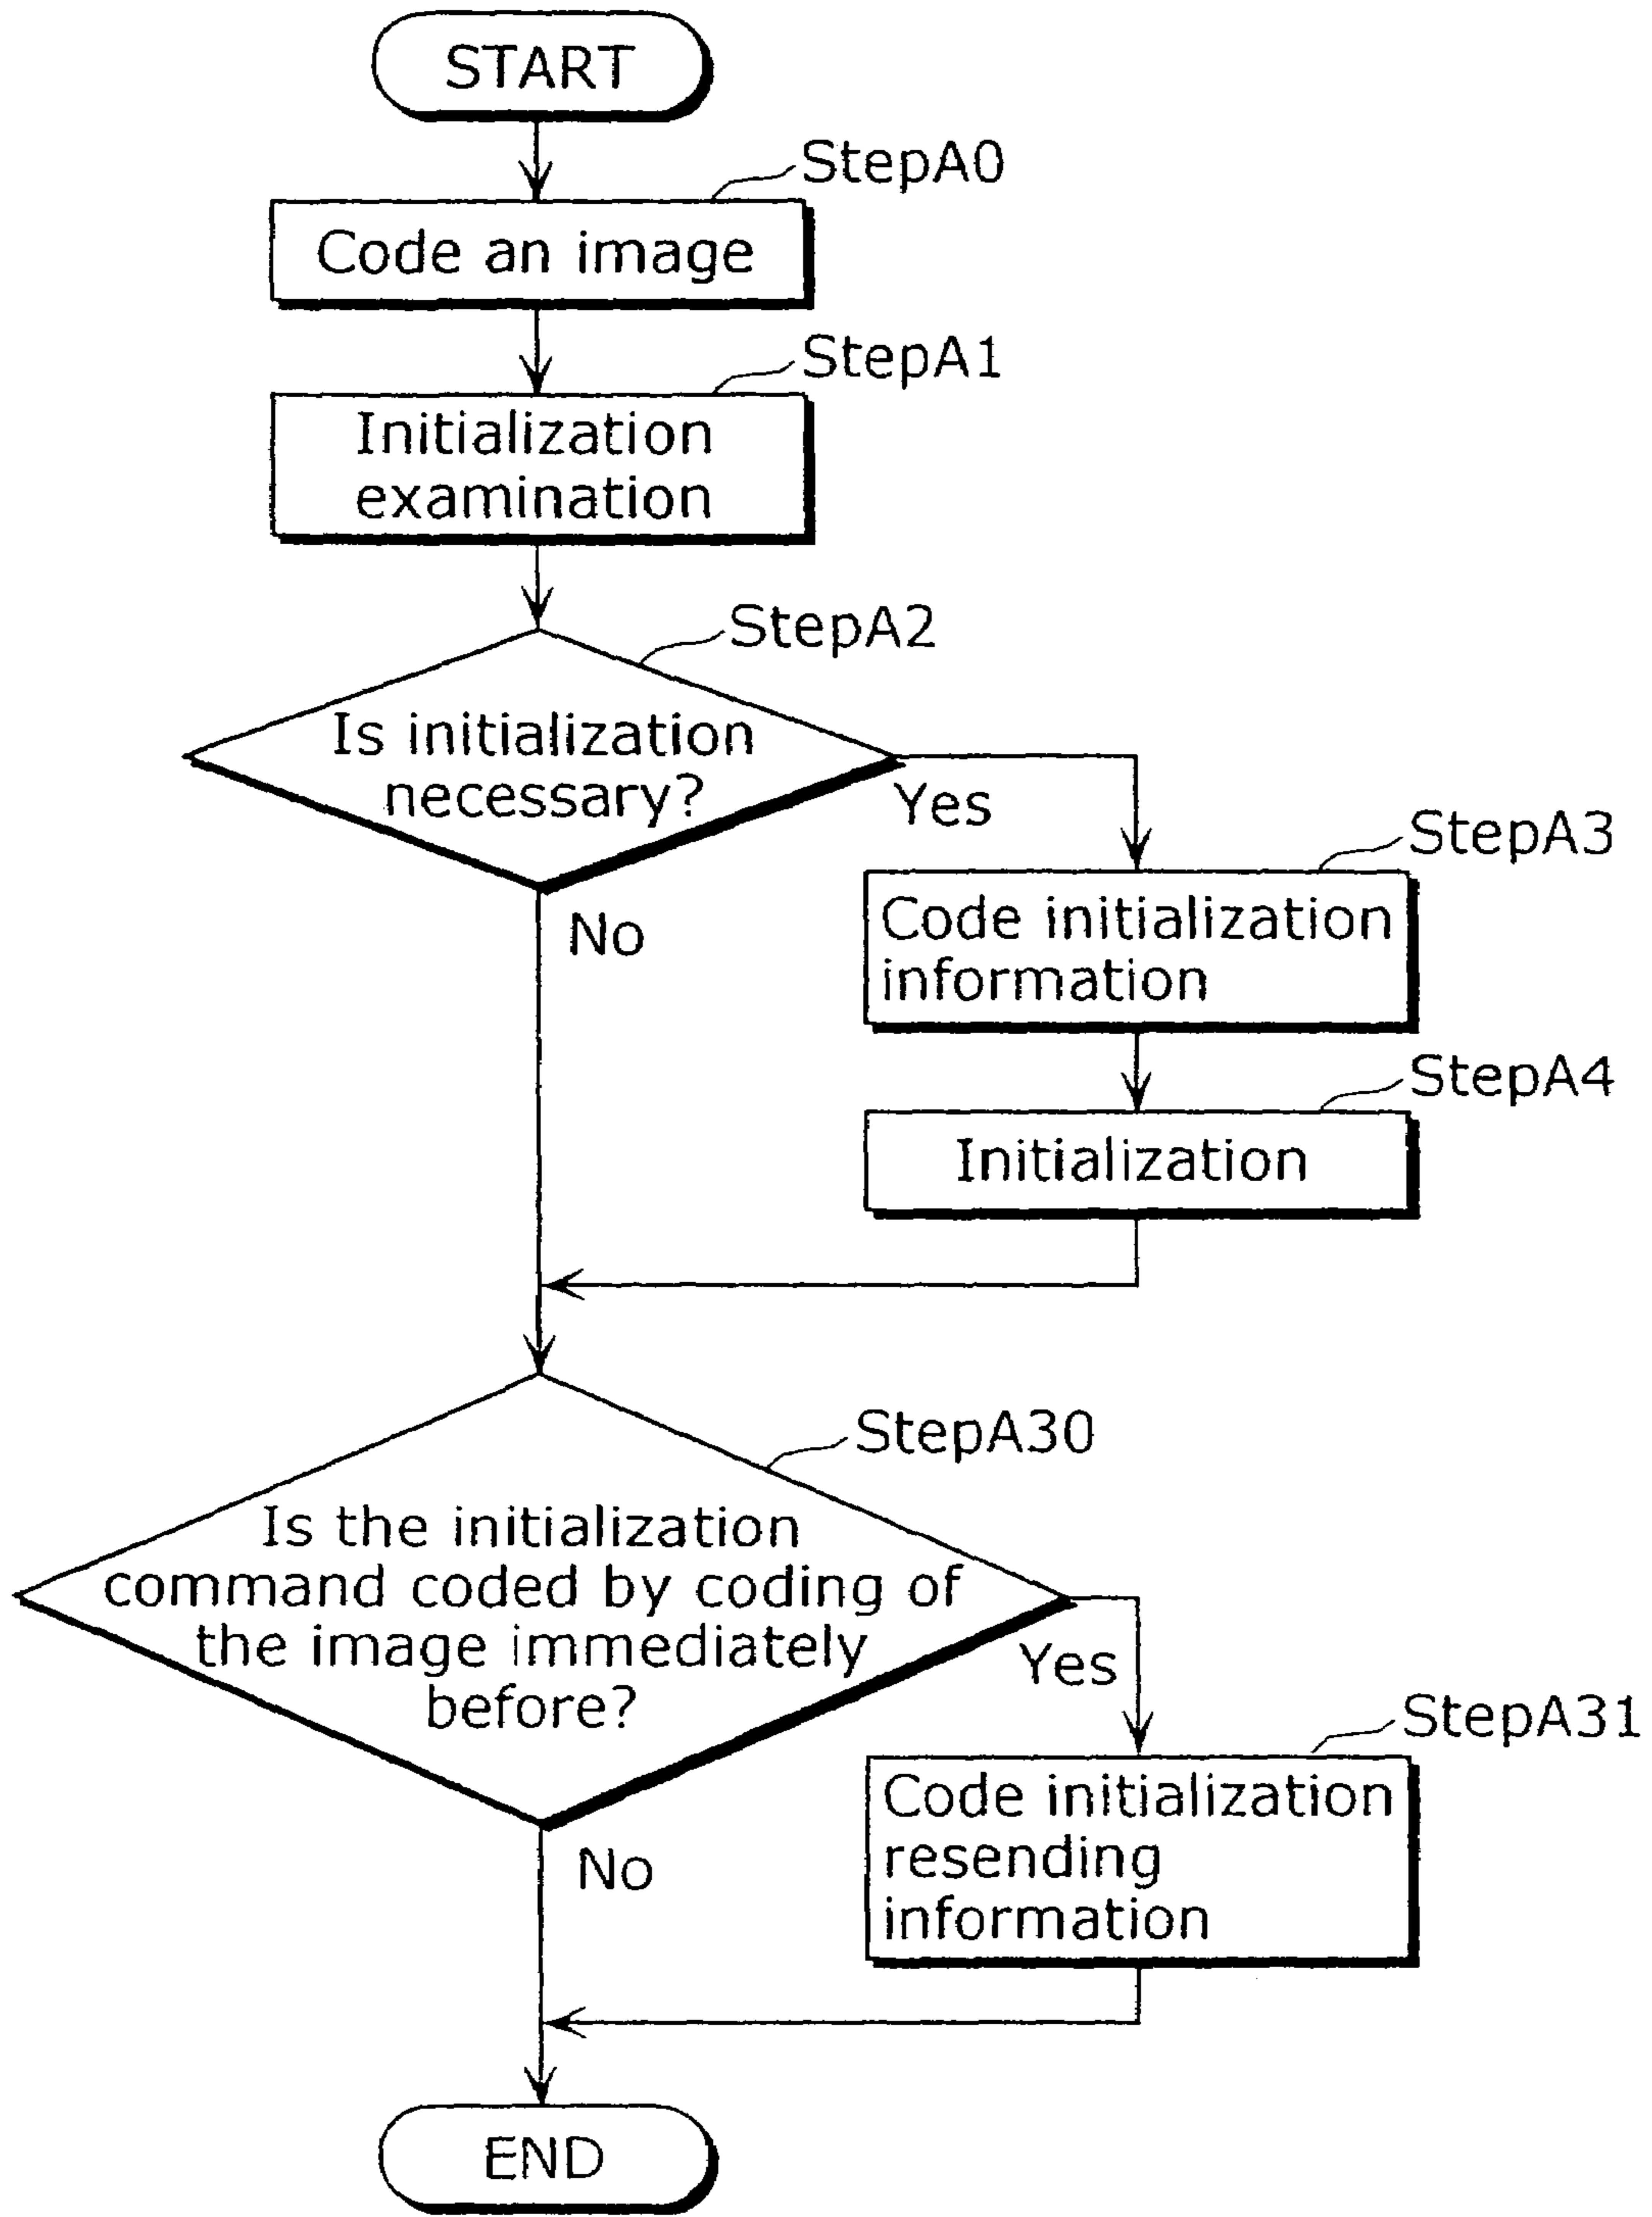 START
StepA0
Code an image
StepA1
Initialization
examination
StepA2
Is initialization
necessary?
Yes
StepA3
No
Code initialization
information
StepA4
Initialization
StepA30
Is the initialization
command coded by coding of
the image immediately
before?
Yes
StepA31
Code initialization
resending
information
No
END